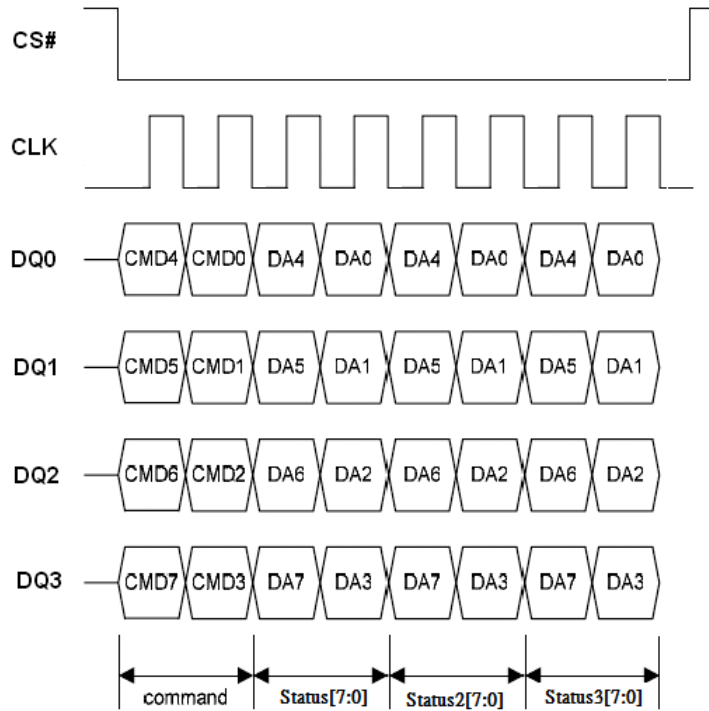 CS#
CLK
DQ0 CMD4 CMD0 DA4 DA0 DA4 DA0 DA4 DA0
DQ1 CMD5 CMD1 DA5 DA1 DA5 DA1 DA5 DA1
DQ2 CMD6 CMD2 DA6 DA2 DA6 DA2 DA6 DA2
DQ3 CMD7 CMD3 DA7 DA3 DA7 DA3 DA7 DA3
command Status[7:0] Status2[7:0] Status3[7:0]